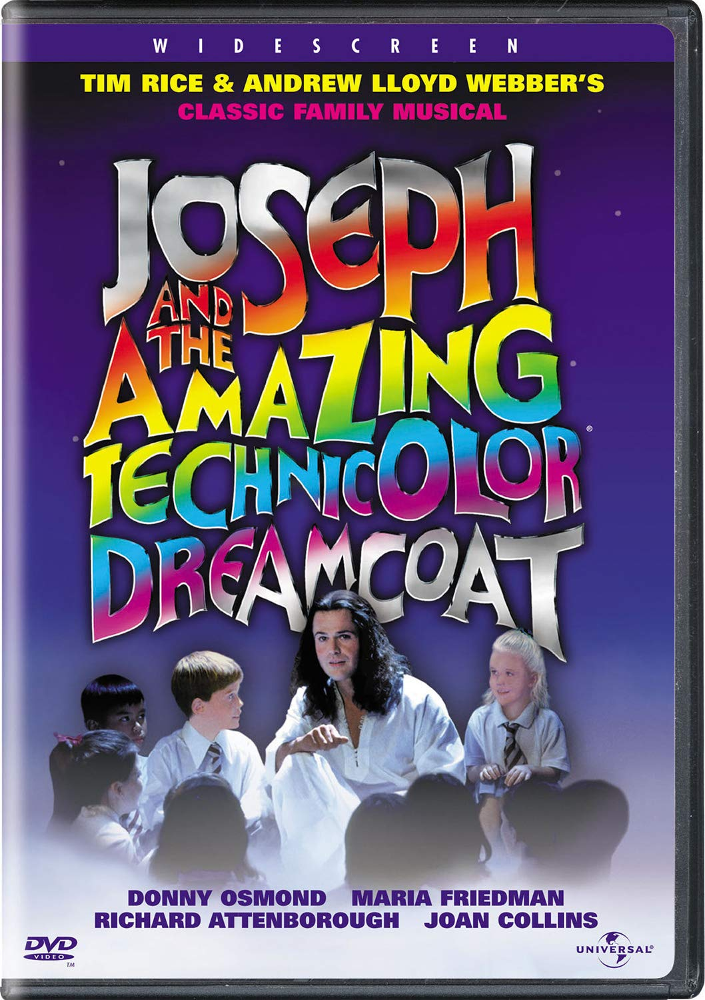 WIDESCREEN
TIM RICE & ANDREW LLOYD WEBBER'S
CLASSIC FAMILY MUSICAL
JOSEPH
AND
THE
AMAZING
TECHNICOLOR®
DREAMCOAT
DONNY OSMOND MARIA FRIEDMAN
RICHARD ATTENBOROUGH JOAN COLLINS
DVD
VIDEO
TM
UNIVERSAL®